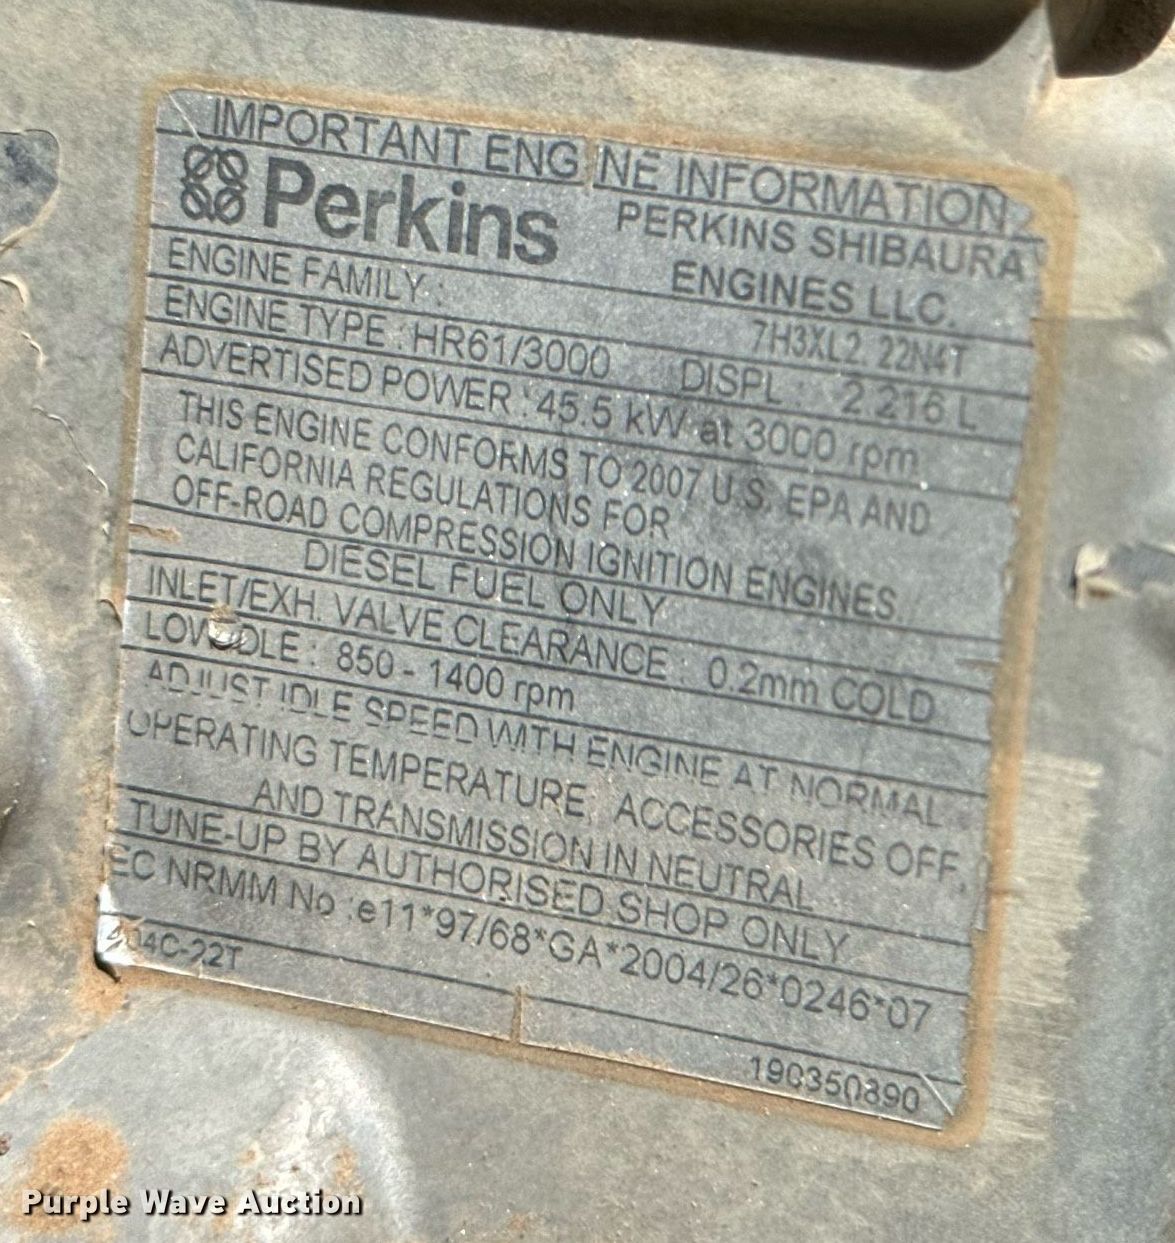 IMPORTANT ENGINE INFORMATION
Perkins
PERKINS SHIBAURA
ENGINES LLC.
ENGINE FAMILY : 7H3XL2.22N4T
ENGINE TYPE : HR61/3000 DISPL : 2.216 L
ADVERTISED POWER : 45.5 kW at 3000 rpm
THIS ENGINE CONFORMS TO 2007 U.S. EPA AND
CALIFORNIA REGULATIONS FOR
OFF-ROAD COMPRESSION IGNITION ENGINES.
DIESEL FUEL ONLY
INLET/EXH. VALVE CLEARANCE : 0.2mm COLD
LOW IDLE : 850 - 1400 rpm
ADJUST IDLE SPEED WITH ENGINE AT NORMAL
OPERATING TEMPERATURE, ACCESSORIES OFF,
AND TRANSMISSION IN NEUTRAL
TUNE-UP BY AUTHORISED SHOP ONLY
EC NRMM No :e11*97/68*GA*2004/26*0246*07
404C-22T
190350890
Purple Wave Auction